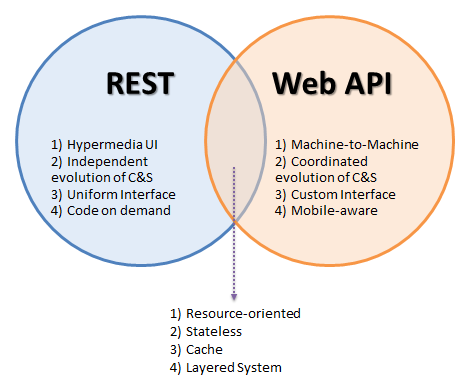 REST
1) Hypermedia UI
2) Independent
evolution of C&S
3) Uniform Interface
4) Code on demand
Web API
1) Machine-to-Machine
2) Coordinated
evolution of C&S
3) Custom Interface
4) Mobile-aware
1) Resource-oriented
2) Stateless
3) Cache
4) Layered System